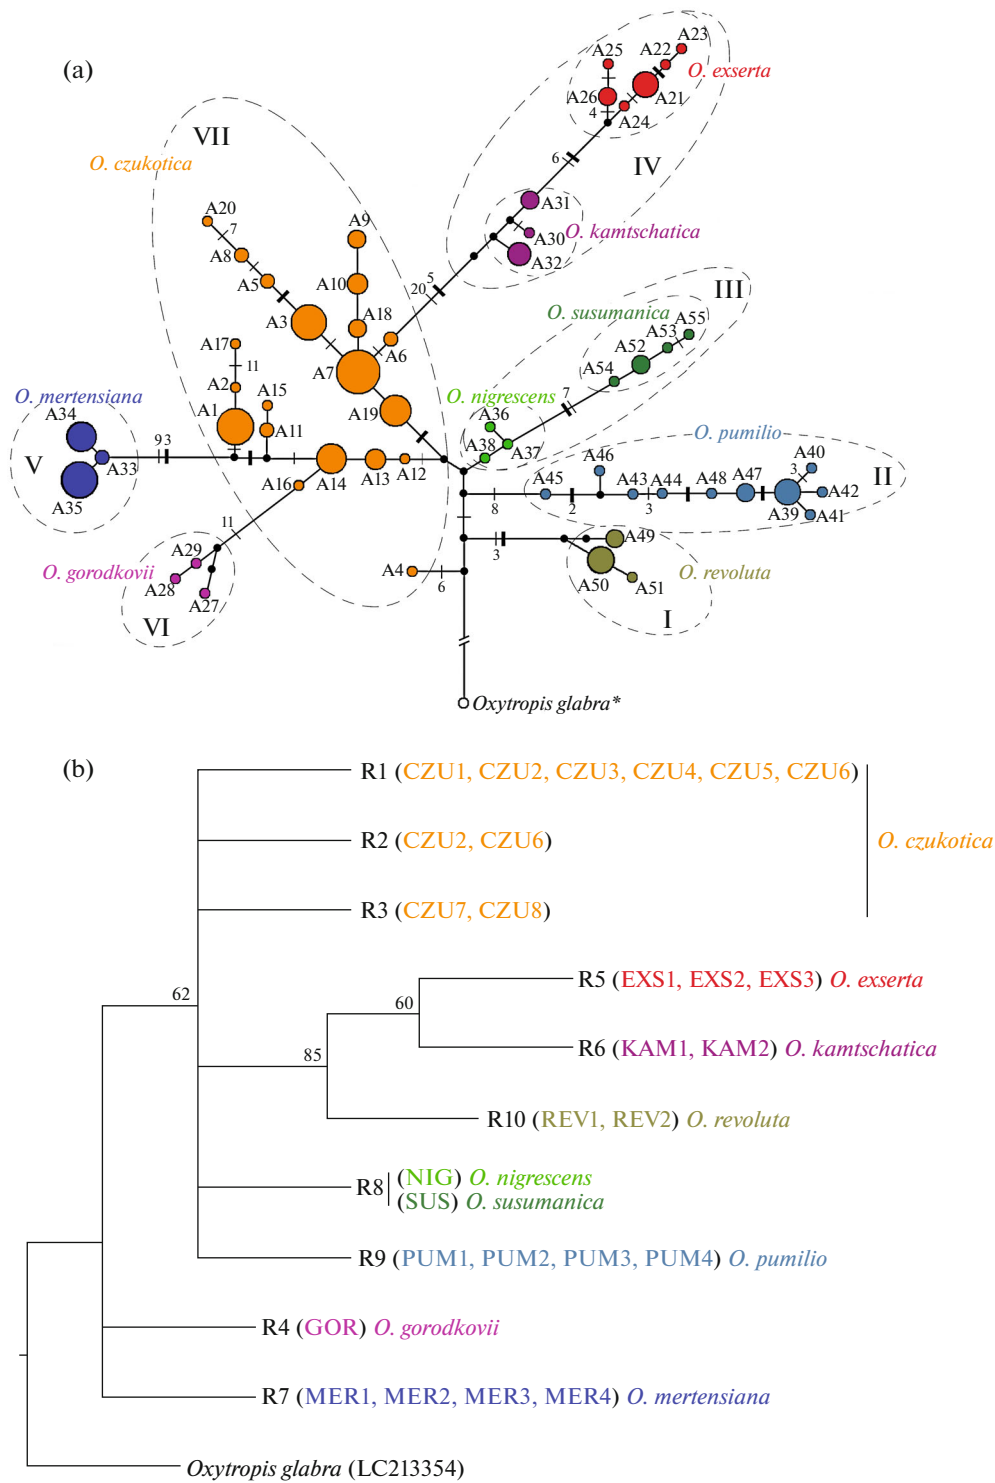 (a)
A23
A25
A22
O. exserta
A26
A21
A24
4
VII
O. czukotica
6
IV
A20
A9
A31
7
A30
O. kamtschatica
A8
A32
A5
A10
5
20
III
A3
A18
O. susumanica
A55
A53
A6
A52
A17
A54
A7
7
11
A2
A15
O. nigrescens
O. mertensiana
A36
A34
A1
A19
A11
A38
A37
O. pumilio
V
93
A46
A40
A33
A45
A43
A44
A48
A47
3
II
A14
A13
A12
A42
A35
A16
8
2
3
A39
A41
11
A49
3
A29
O. gorodkovii
A4
A50
A51
O. revoluta
A28
A27
6
I
VI
Oxytropis glabra*
(b)
R1 (CZU1, CZU2, CZU3, CZU4, CZU5, CZU6)
R2 (CZU2, CZU6)
O. czukotica
R3 (CZU7, CZU8)
R5 (EXS1, EXS2, EXS3) O. exserta
62
60
R6 (KAM1, KAM2) O. kamtschatica
85
R10 (REV1, REV2) O. revoluta
R8
(NIG) O. nigrescens
(SUS) O. susumanica
R9 (PUM1, PUM2, PUM3, PUM4) O. pumilio
R4 (GOR) O. gorodkovii
R7 (MER1, MER2, MER3, MER4) O. mertensiana
Oxytropis glabra (LC213354)